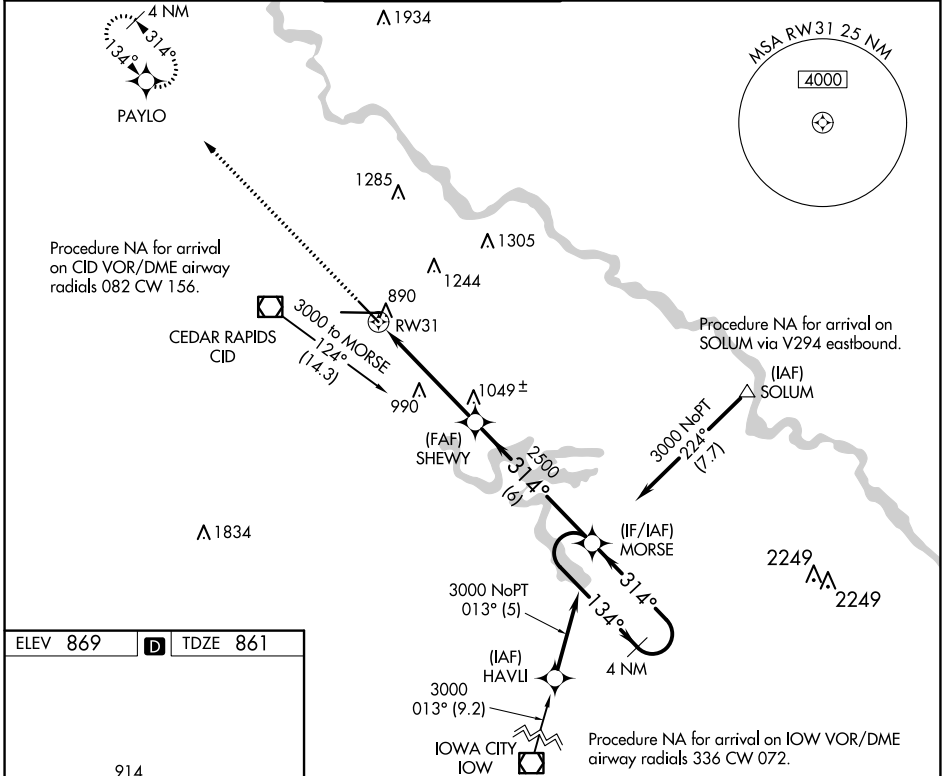 4 NM
314°
134°
PAYLO
1934
MSA RW31 25 NM
4000
1285
1305
1244
Procedure NA for arrival
on CID VOR/DME airway
radials 082 CW 156.
890
RW31
CEDAR RAPIDS
CID
3000 to MORSE
124°
(14.3)
Procedure NA for arrival on
SOLUM via V294 eastbound.
(IAF)
SOLUM
3000 NoPT
224°
(7.7)
990
1049 ±
(FAF)
SHEWY
2500
314°
(6)
1834
(IF/IAF)
MORSE
2249
2249
314°
134°
4 NM
3000 NoPT
013° (5)
(IAF)
HAVLI
3000
013° (9.2)
IOWA CITY
IOW
Procedure NA for arrival on IOW VOR/DME
airway radials 336 CW 072.
ELEV 869 D TDZE 861
914